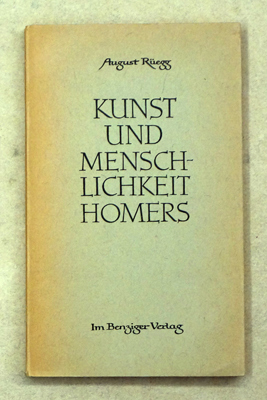 August Rüegg
KUNST
UND
MENSCH-
LICHKEIT
HOMERS
Im Benziger Verlag